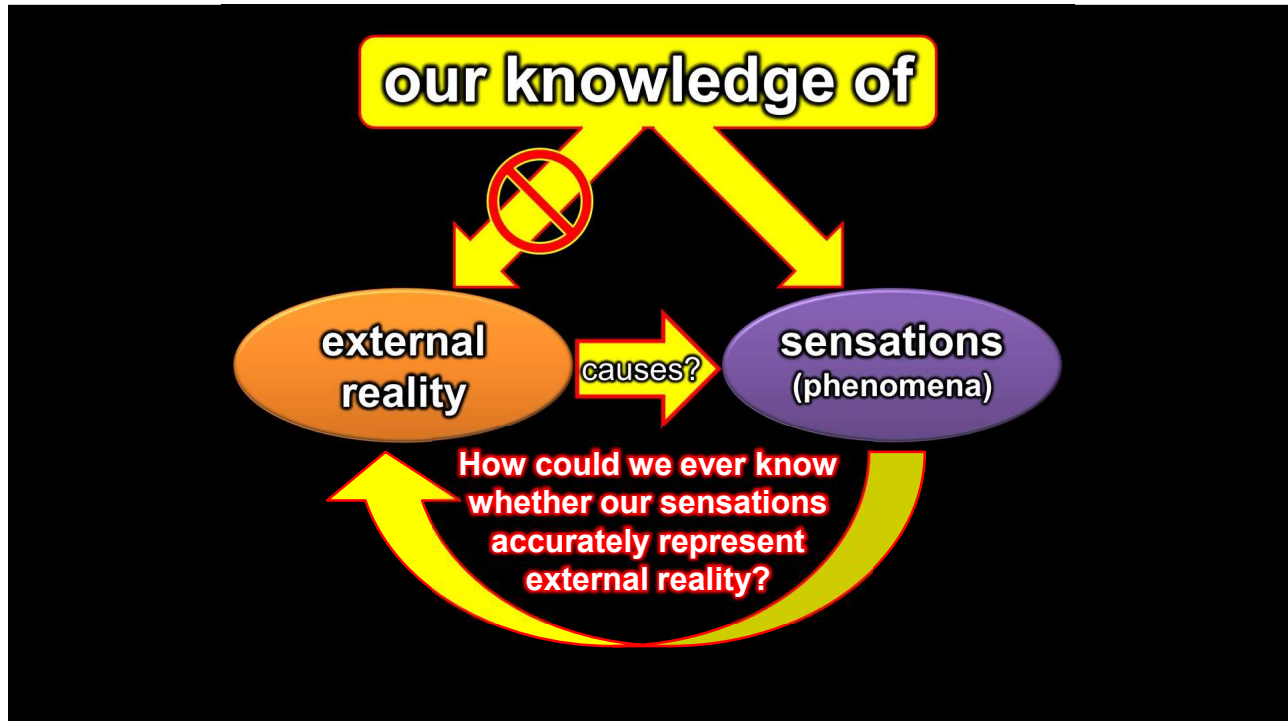 our knowledge of
external
reality
causes?
sensations
(phenomena)
How could we ever know
whether our sensations
accurately represent
external reality?